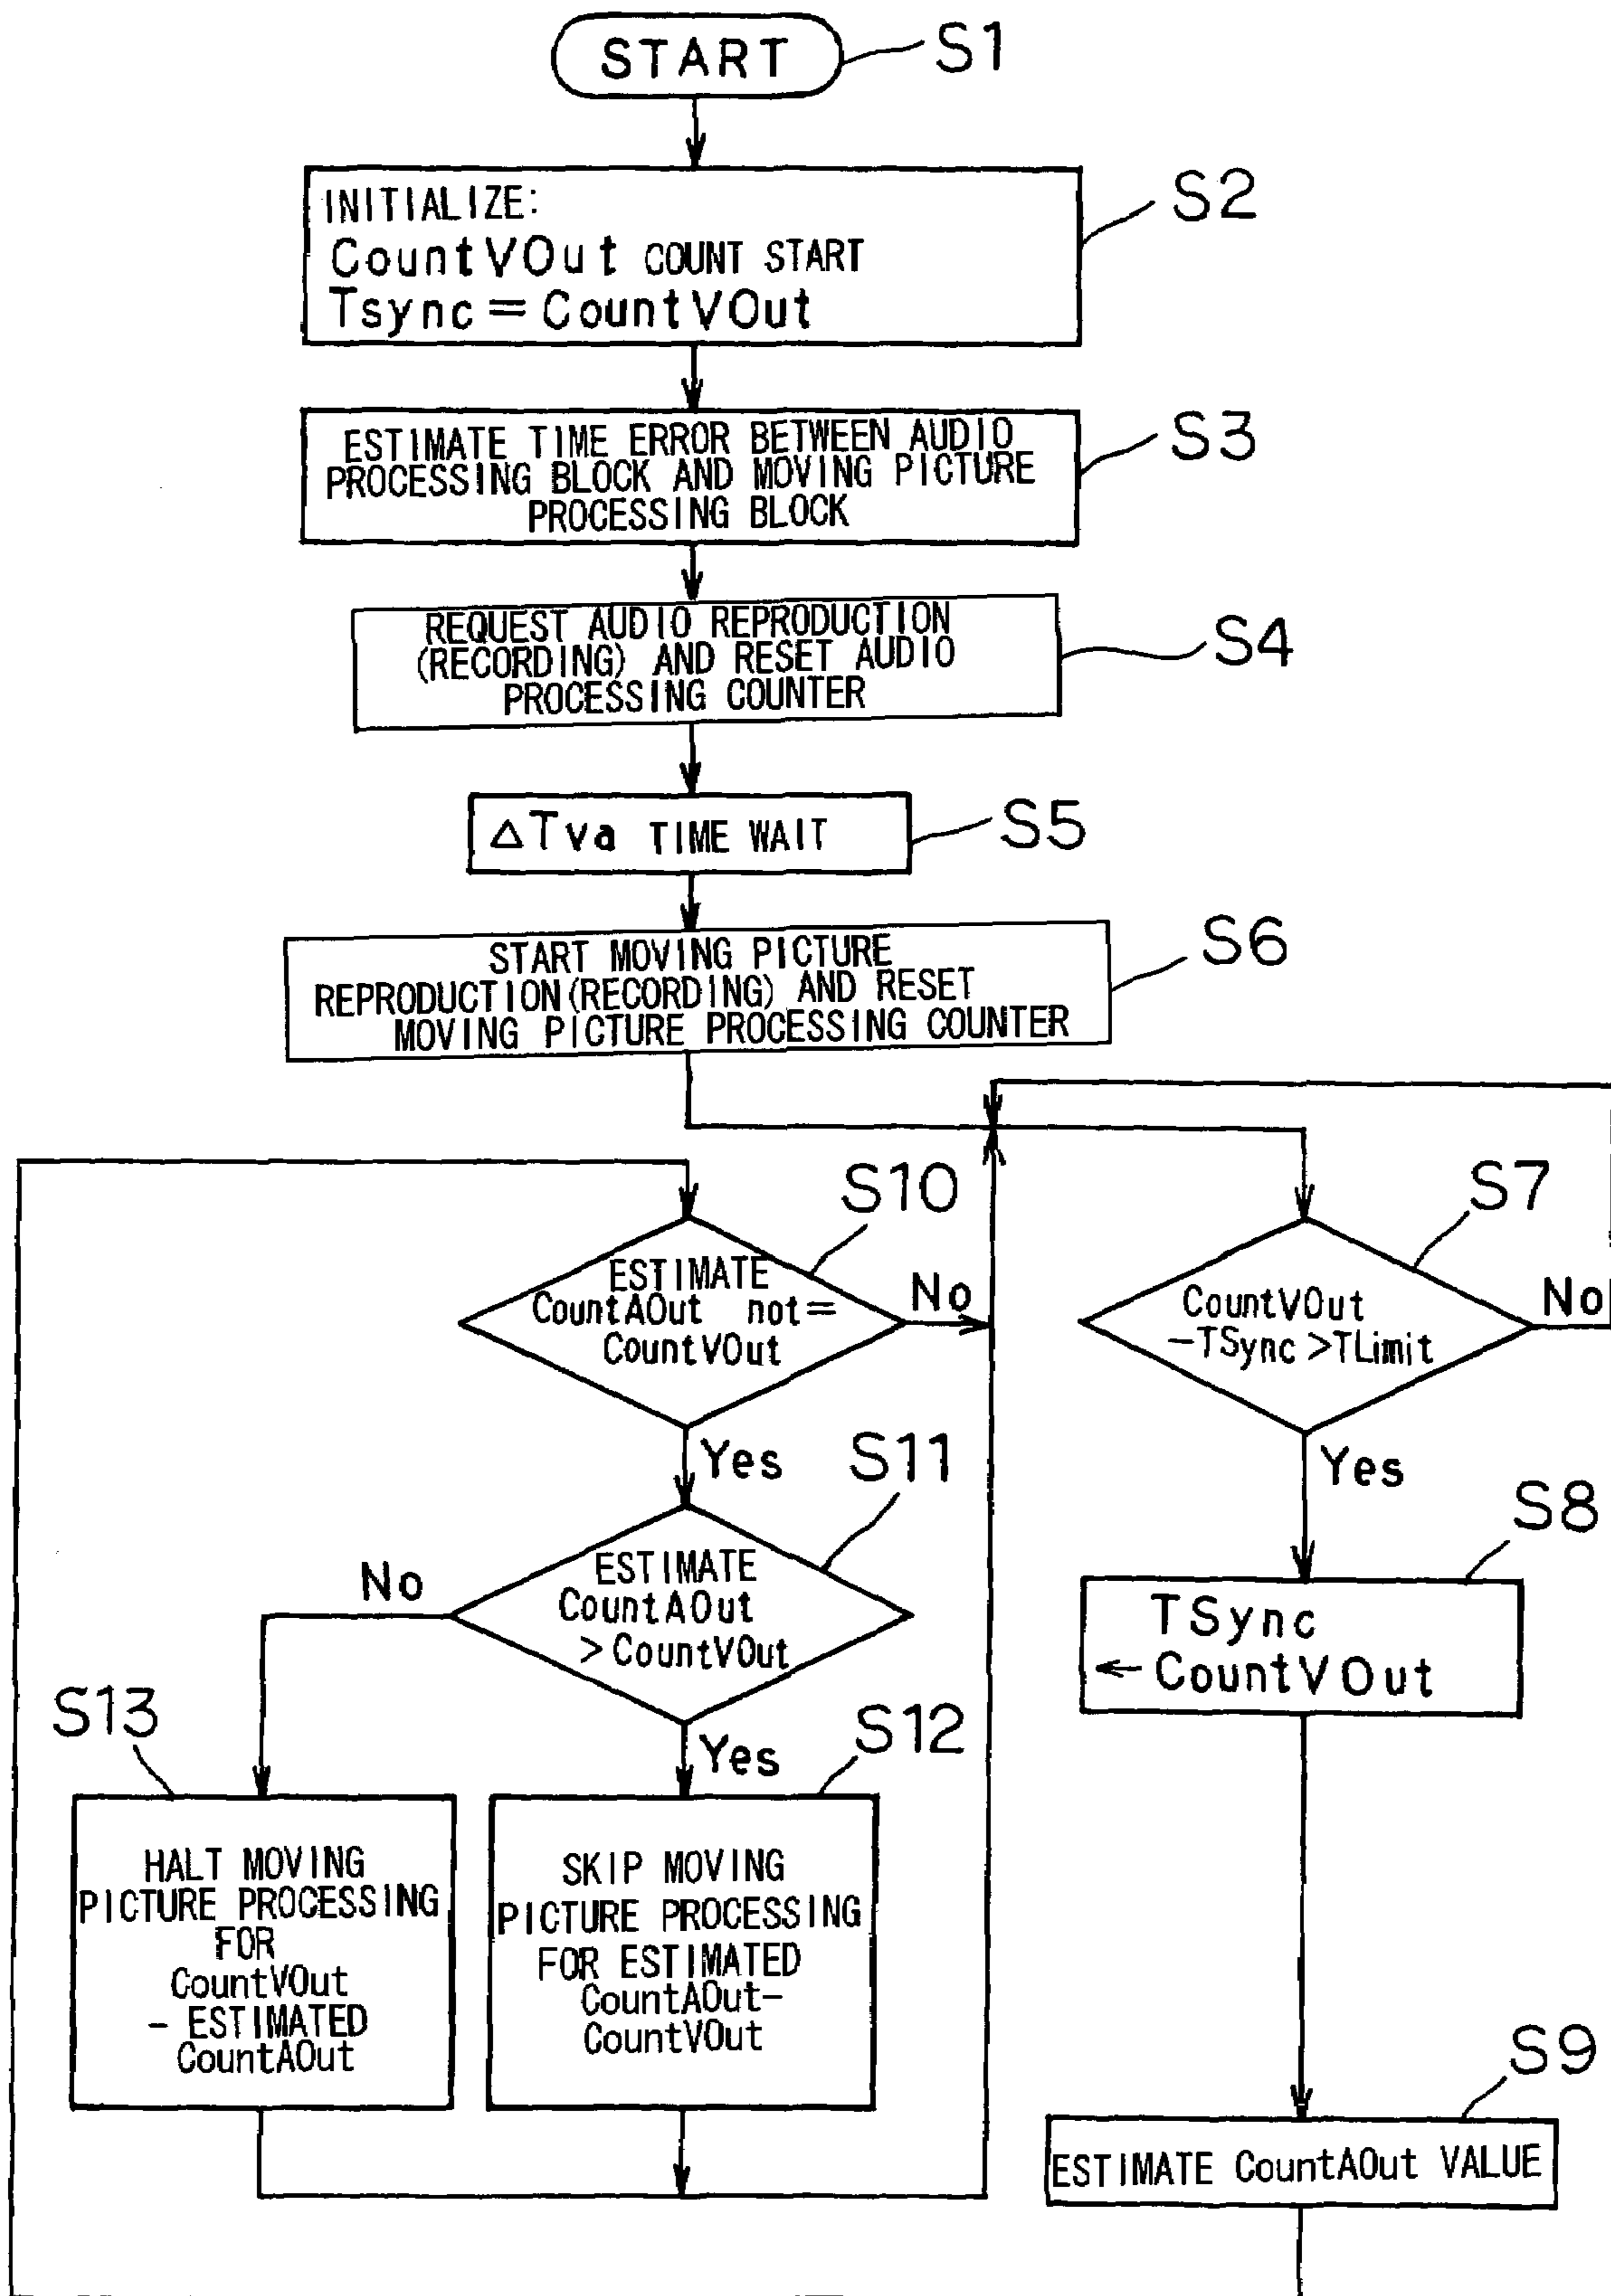 START
S1
INITIALIZE:
CountVOut COUNT START
Tsync = CountVOut
S2
ESTIMATE TIME ERROR BETWEEN AUDIO
PROCESSING BLOCK AND MOVING PICTURE
PROCESSING BLOCK
S3
REQUEST AUDIO REPRODUCTION
(RECORDING) AND RESET AUDIO
PROCESSING COUNTER
S4
△Tva TIME WAIT
S5
START MOVING PICTURE
REPRODUCTION(RECORDING) AND RESET
MOVING PICTURE PROCESSING COUNTER
S6
S10
ESTIMATE
CountAOut not=
CountVOut
No
Yes
S7
CountVOut
-TSync>TLimit
No
Yes
S11
ESTIMATE
CountAOut
>CountVOut
No
Yes
S8
TSync
←CountVOut
S13
HALT MOVING
PICTURE PROCESSING
FOR
CountVOut
- ESTIMATED
CountAOut
S12
SKIP MOVING
PICTURE PROCESSING
FOR ESTIMATED
CountAOut-
CountVOut
S9
ESTIMATE CountAOut VALUE